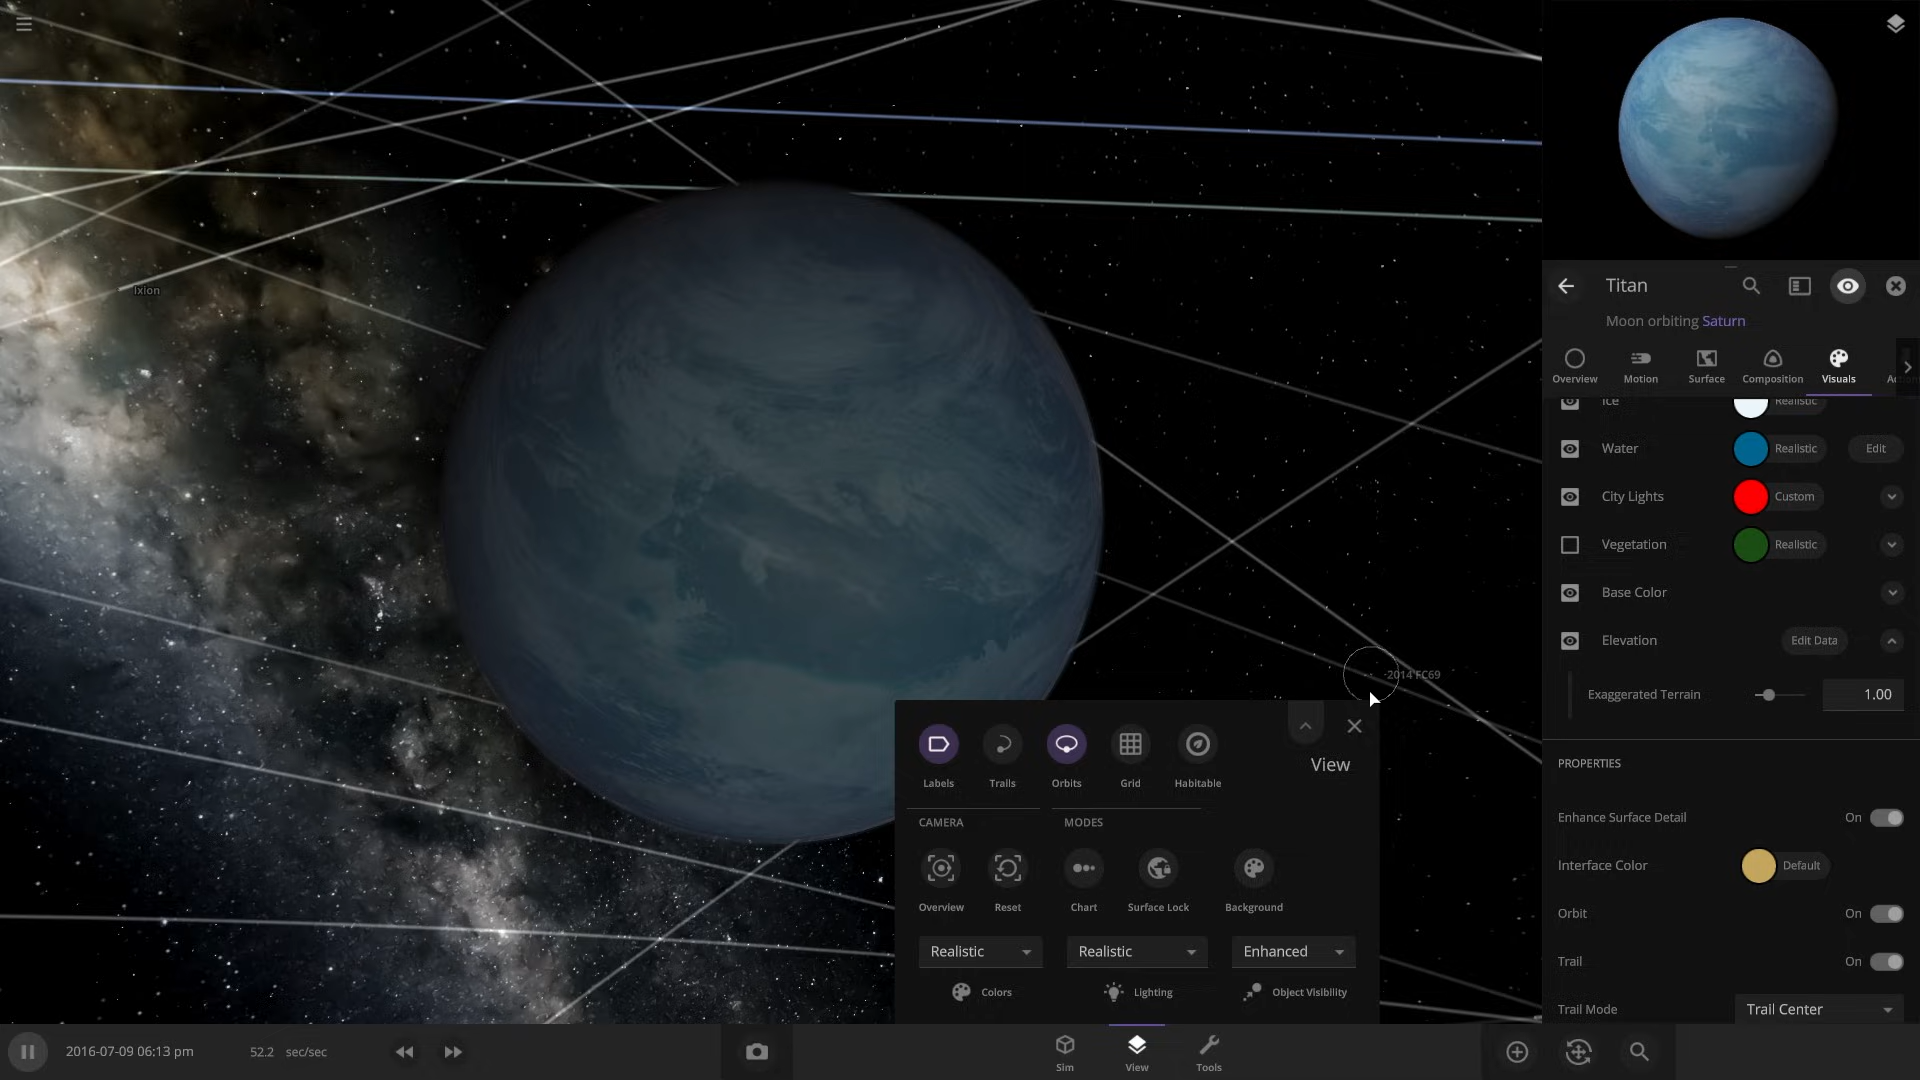 Ixion
2014 FC69
Titan
Moon orbiting Saturn
Overview
Motion
Surface
Composition
Visuals
Ice
Realistic
Water
Realistic
Edit
City Lights
Custom
Vegetation
Realistic
Base Color
Elevation
Edit Data
Exaggerated Terrain
1.00
PROPERTIES
Enhance Surface Detail
On
Interface Color
Default
Orbit
On
Trail
On
Trail Mode
Trail Center
Labels
Trails
Orbits
Grid
Habitable
View
CAMERA
MODES
Overview
Reset
Chart
Surface Lock
Background
Realistic
Realistic
Enhanced
Colors
Lighting
Object Visibility
2016-07-09 06:13 pm
52.2 sec/sec
Sim
View
Tools